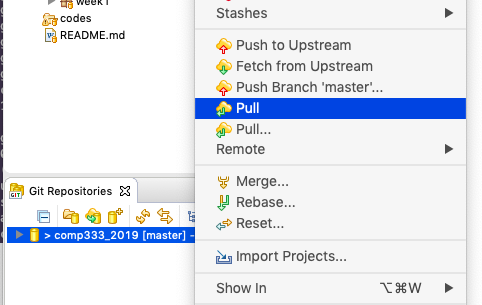 week1
codes
README.md
Stashes
Push to Upstream
Fetch from Upstream
Push Branch 'master'...
Pull
Pull...
Remote
Merge...
Rebase...
Reset...
Import Projects...
Show In ⌥⌘W
Git Repositories
GIT
> comp333_2019 [master] -